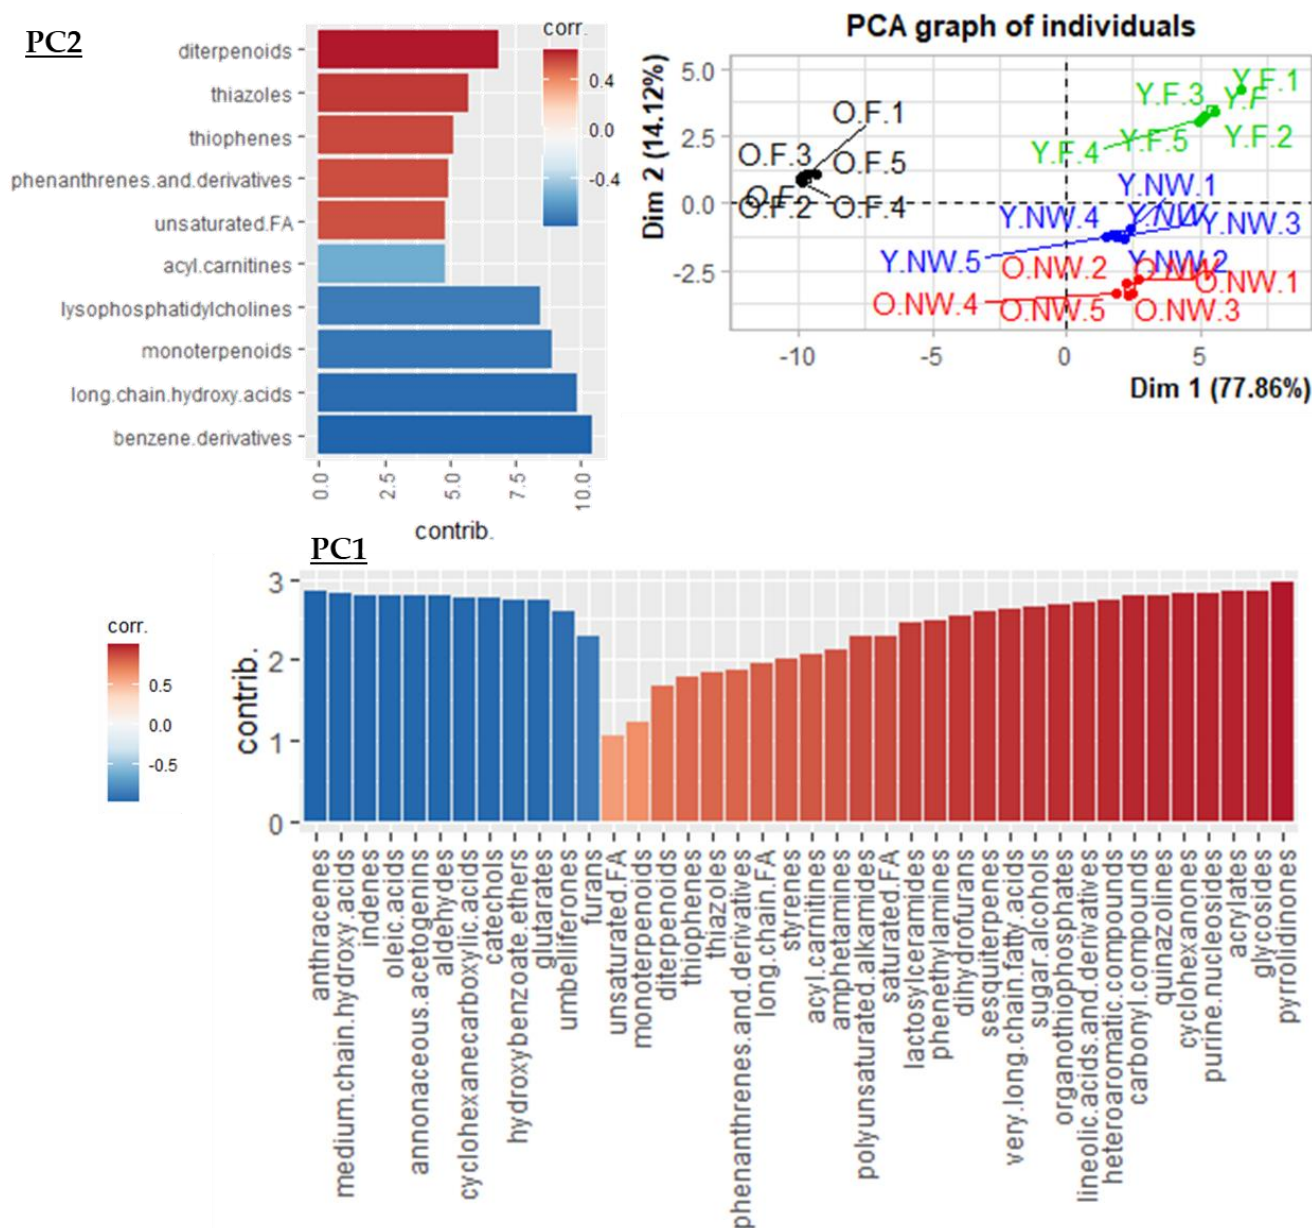 PC2
diterpenoids
thiazoles
thiophenes
phenanthrenes.and.derivatives
unsaturated.FA
acyl.carnitines
lysophosphatidylcholines
monoterpenoids
long.chain.hydroxy.acids
benzene.derivatives
0.0 2.5 5.0 7.5 10.0
contrib.
corr.
0.4
0.0
-0.4
PCA graph of individuals
Dim 2 (14.12%)
5.0
2.5
0.0
-2.5
O.F.1
O.F.3
O.F.5
O.F
O.F.2
O.F.4
Y.F.1
Y.F.3
Y.F
Y.F.2
Y.F.5
Y.F.4
Y.NW.1
Y.NW.4
Y.NW
Y.NW.3
Y.NW.5
Y.NW.2
O.NW.2
O.NW
O.NW.1
O.NW.4
O.NW.5
O.NW.3
-10 -5 0 5
Dim 1 (77.86%)
PC1
corr.
0.5
0.0
-0.5
contrib.
3
2
1
0
anthracenes
medium.chain.hydroxy.acids
indenes
oleic.acids
annonaceous.acetogenins
aldehydes
cyclohexanecarboxylic.acids
catechols
hydroxybenzoate.ethers
glutarates
umbelliferones
furans
unsaturated.FA
monoterpenoids
diterpenoids
thiophenes
thiazoles
phenanthrenes.and.derivatives
long.chain.FA
styrenes
acyl.carnitines
amphetamines
polyunsaturated.alkamides
saturated.FA
lactosylceramides
phenethylamines
dihydrofurans
sesquiterpenes
very.long.chain.fatty.acids
sugar.alcohols
organothiophosphates
lineolic.acids.and.derivatives
heteroaromatic.compounds
carbonyl.compounds
quinazolines
cyclohexanones
purine.nucleosides
acrylates
glycosides
pyrrolidinones